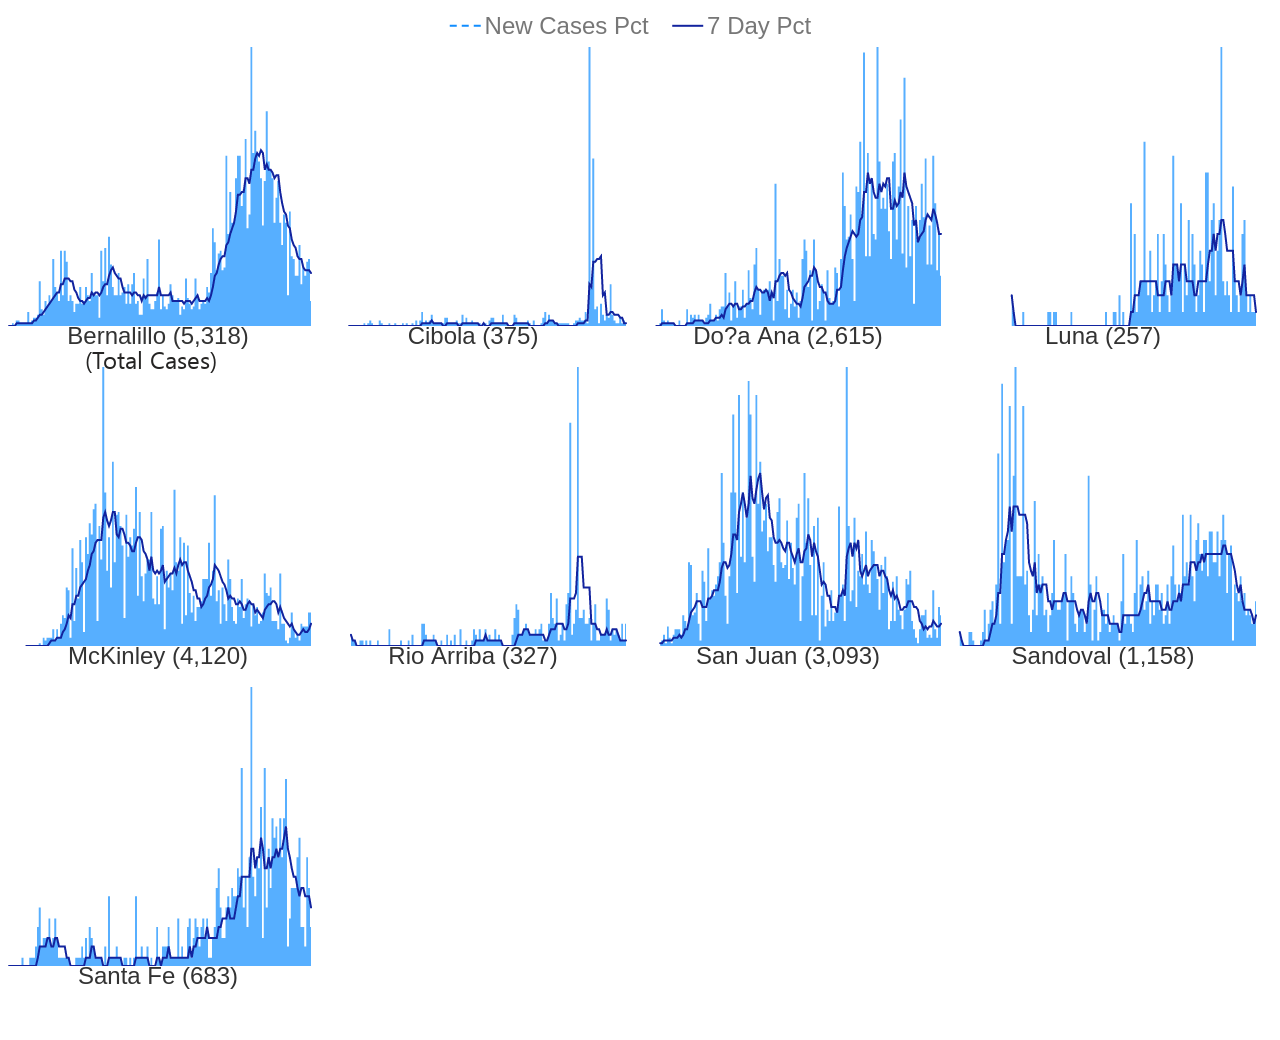 New Cases Pct 7 Day Pct
Bernalillo (5,318) Cibola (375) Do?a Ana (2,615) Luna (257)
(Total Cases)
McKinley (4,120) Rio Arriba (327) San Juan (3,093) Sandoval (1,158)
Santa Fe (683)